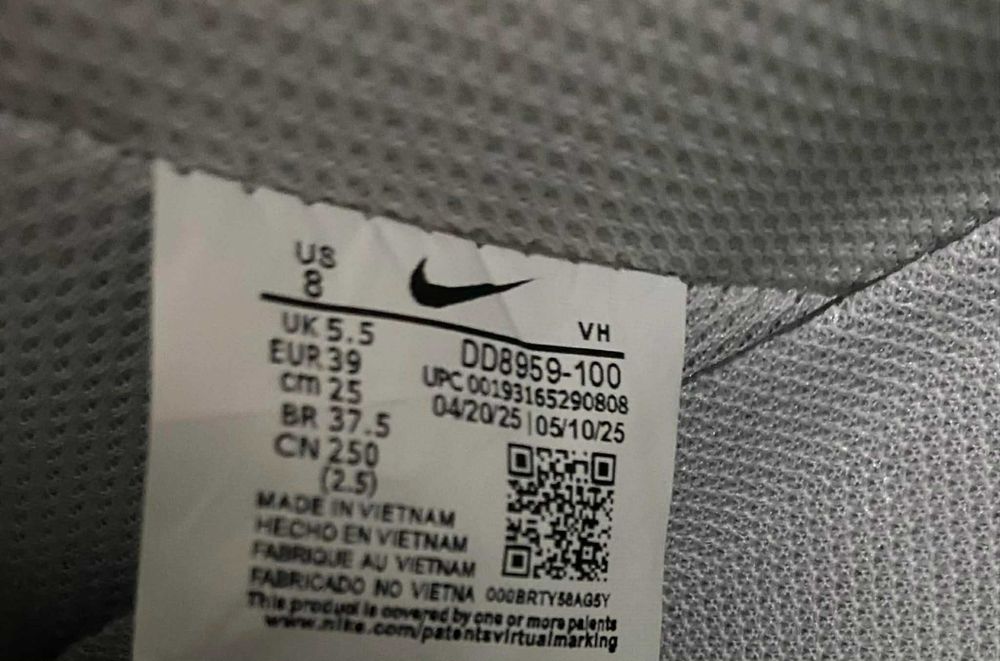 US
8
VH
UK 5.5
EUR 39
cm 25
BR 37.5
CN 250
(2.5)
DD8959-100
UPC 00193165290808
04/20/25 | 05/10/25
MADE IN VIETNAM
HECHO EN VIETNAM
FABRIQUE AU VIETNAM
FABRICADO NO VIETNA
000BRTY58AG5Y
This product is covered by one or more patents
www.nike.com/patentsvirtualmarking